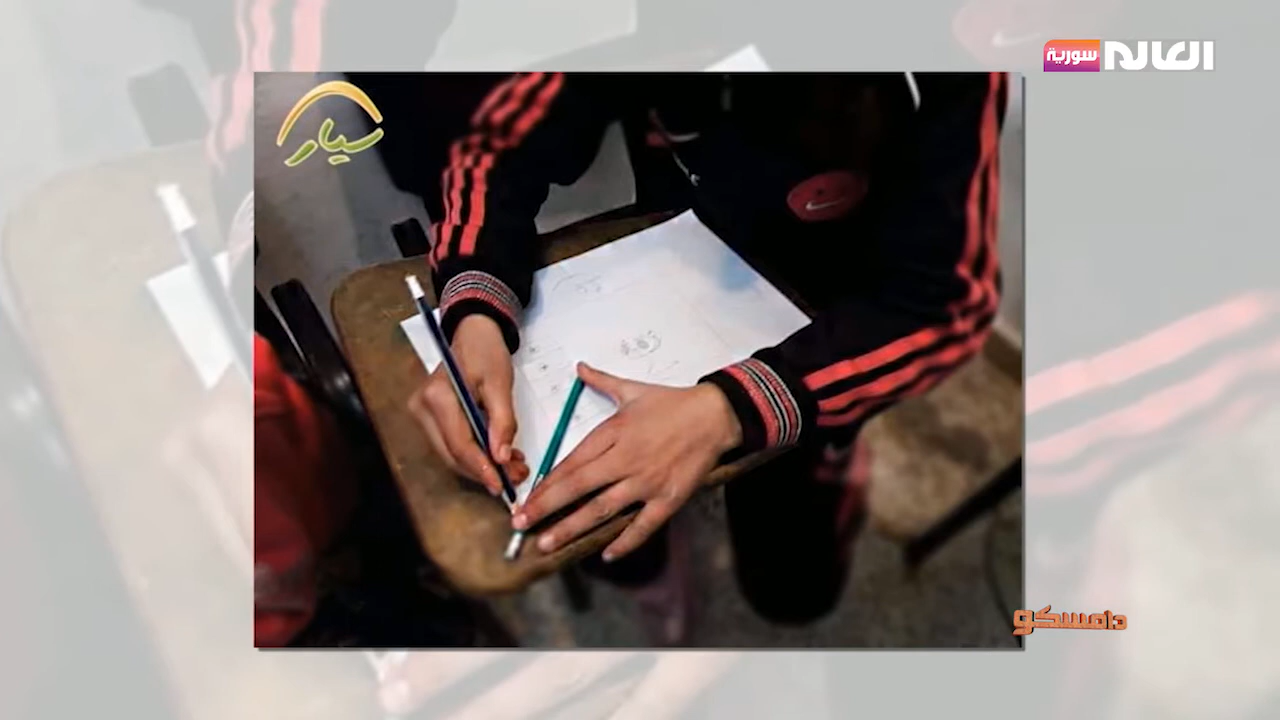 العالم سورية
سيار
دامسكو